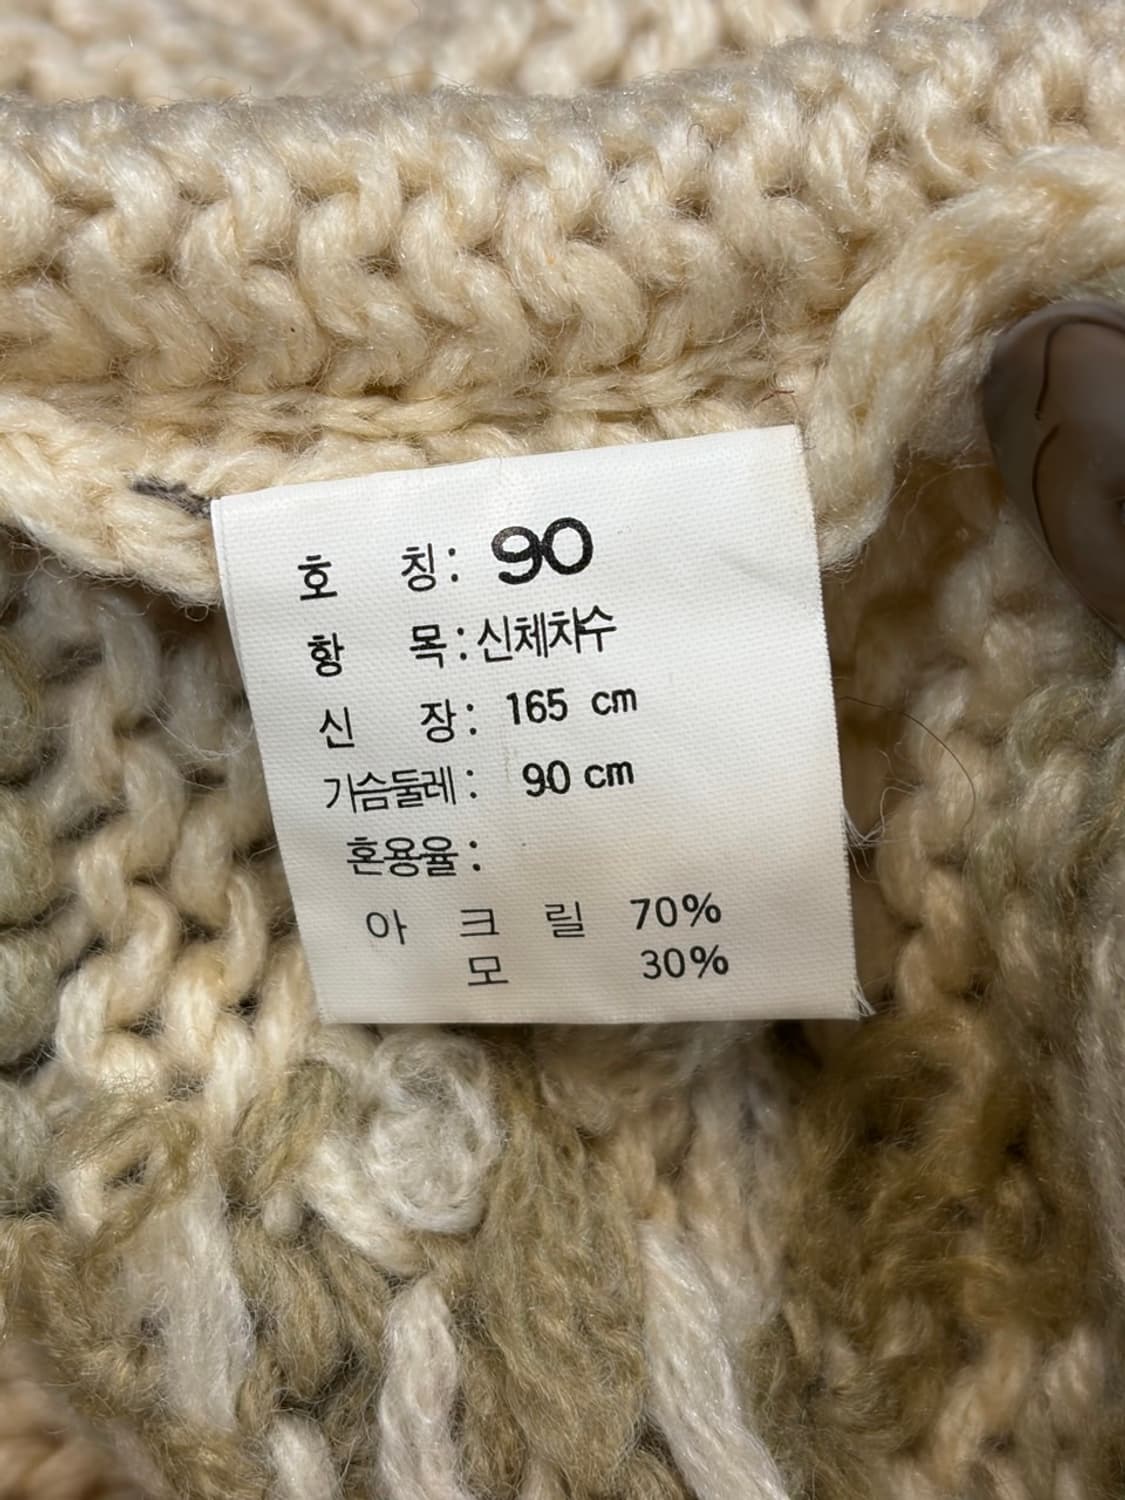 호 칭: 90
항 목: 신체차수
신 장: 165 cm
가슴둘레: 90 cm
혼용율:
아 크 릴 70%
모 30%